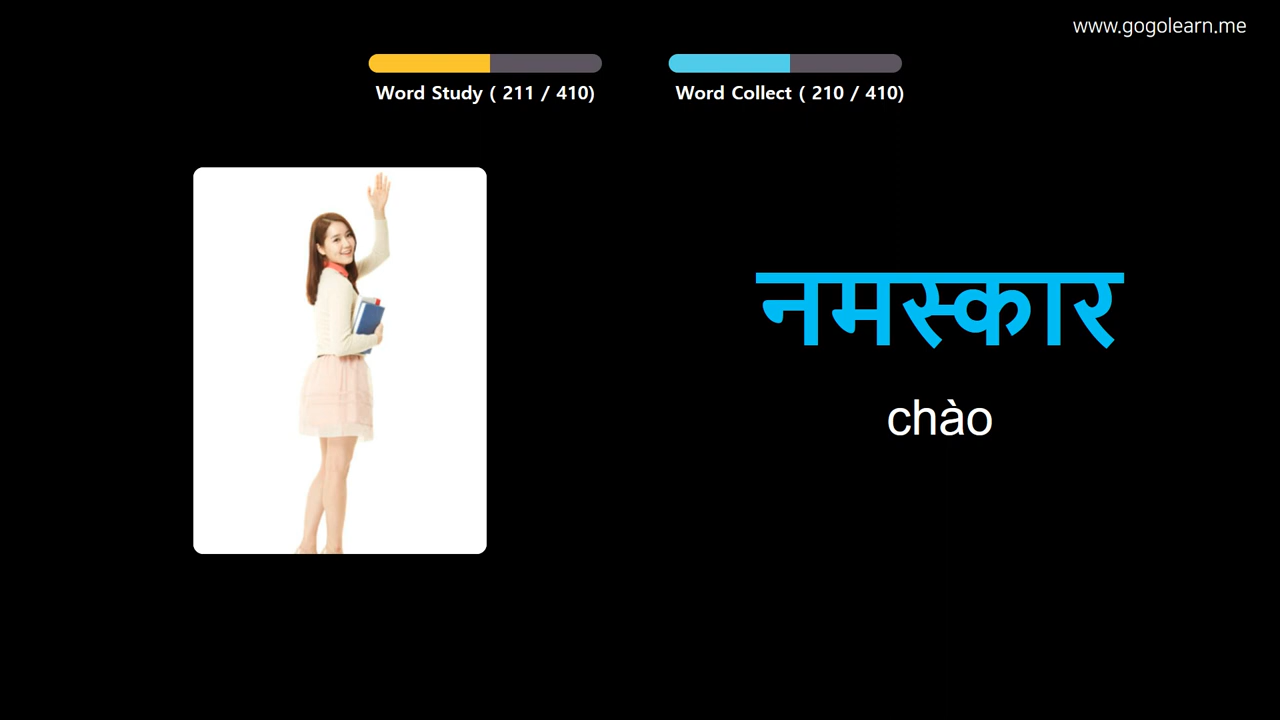 www.gogolearn.me
Word Study ( 211 / 410)
Word Collect ( 210 / 410)
नमस्कार
chào